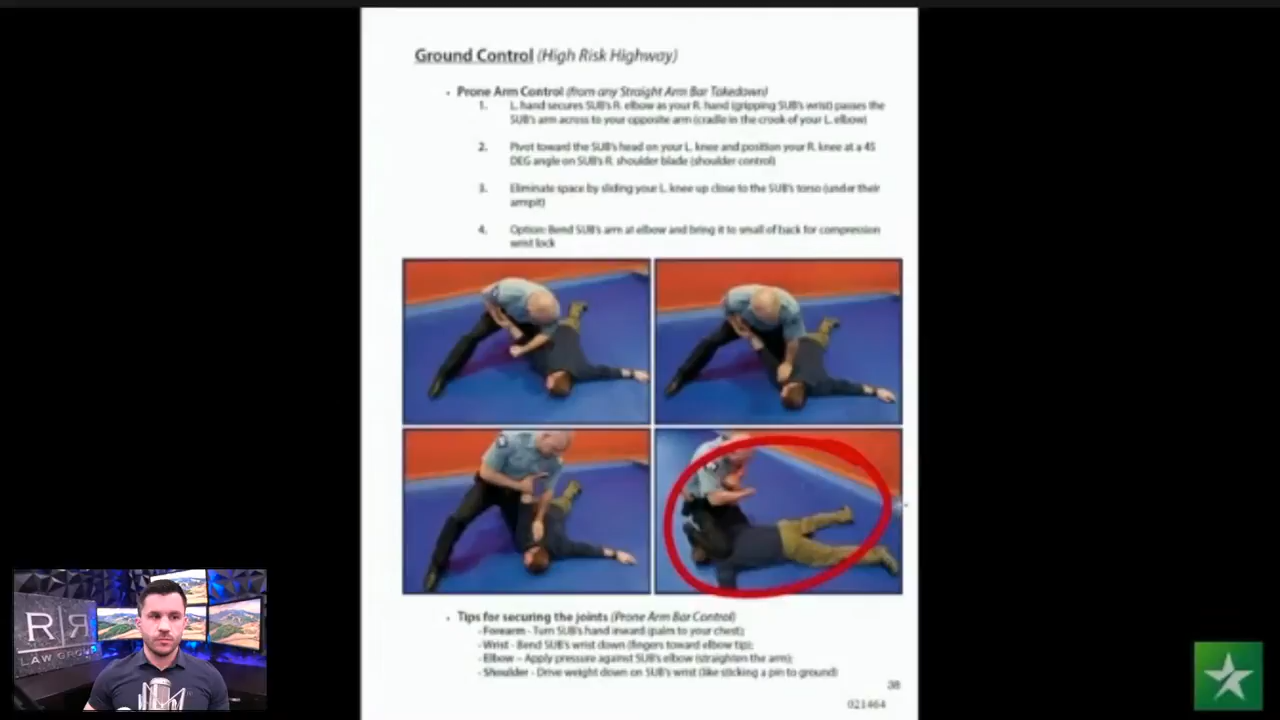 Ground Control (High Risk Highway)
• Prone Arm Control (from any Straight Arm Bar Takedown)
1. L. hand secures SUB's R. elbow as your R. hand (gripping SUB's wrist) passes the
SUB's arm across to your opposite arm (cradle in the crook of your L. elbow)
2. Pivot toward the SUB's head on your L. knee and position your R. knee at a 45
DEG angle on SUB's R. shoulder blade (shoulder control)
3. Eliminate space by sliding your L. knee up close to the SUB's torso (under their
armpit)
4. Option: Bend SUB's arm at elbow and bring it to small of back for compression
wrist lock
• Tips for securing the joints (Prone Arm Bar Control)
- Forearm - Turn SUB's hand inward (palm to your chest);
- Wrist - Bend SUB's wrist down (fingers toward elbow tip);
- Elbow – Apply pressure against SUB's elbow (straighten the arm);
- Shoulder - Drive weight down on SUB's wrist (like sticking a pin to ground)
38
021464
R|R
LAW GROUP